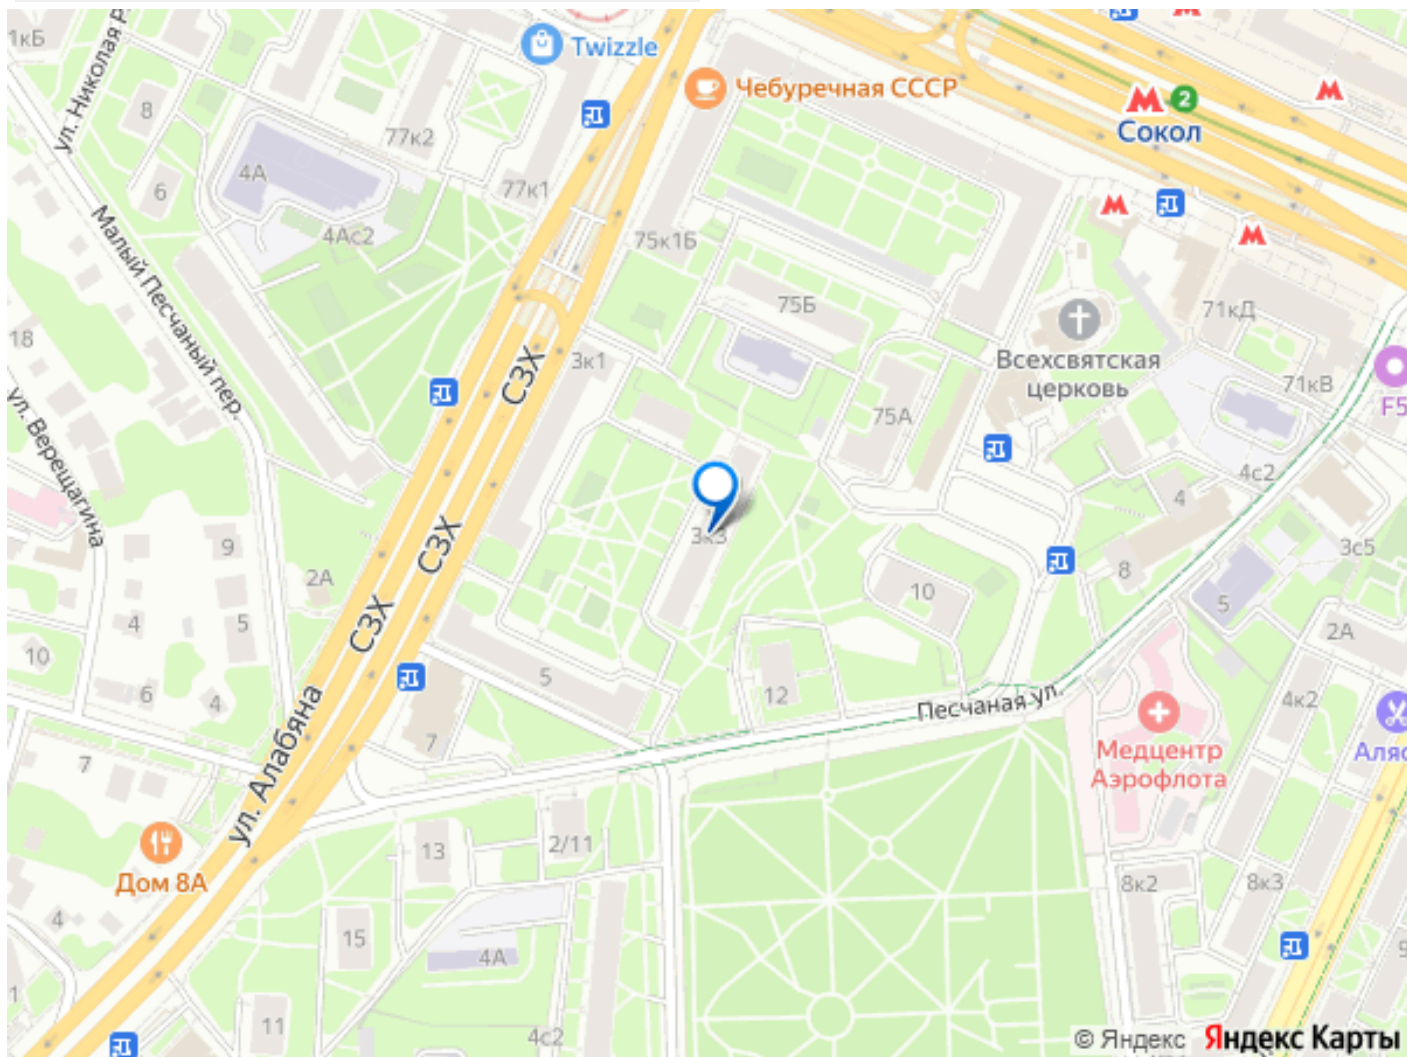 1кБ
ул. Николая р
Twizzle
Чебуречная СССР
2
Сокол
8
77к2
4А
6
77к1
4Ас2
75к1Б
Малый Песчаный пер.
75Б
71кД
18
3к1
СЗХ
Всехсвятская
церковь
71кВ
F5
75А
ул. Верещагина
4с2
4
3к3
СЗХ
9
3с5
2А
8
10
5
4
5
СЗХ
2А
10
6
4
5
12
Песчаная ул.
4к2
7
7
ул. Алабяна
Медцентр
Аэрофлота
Аляс
13
2/11
Дом 8А
8к2
8к3
4
15
4А
9
1
11
4с2
© Яндекс Яндекс Карты